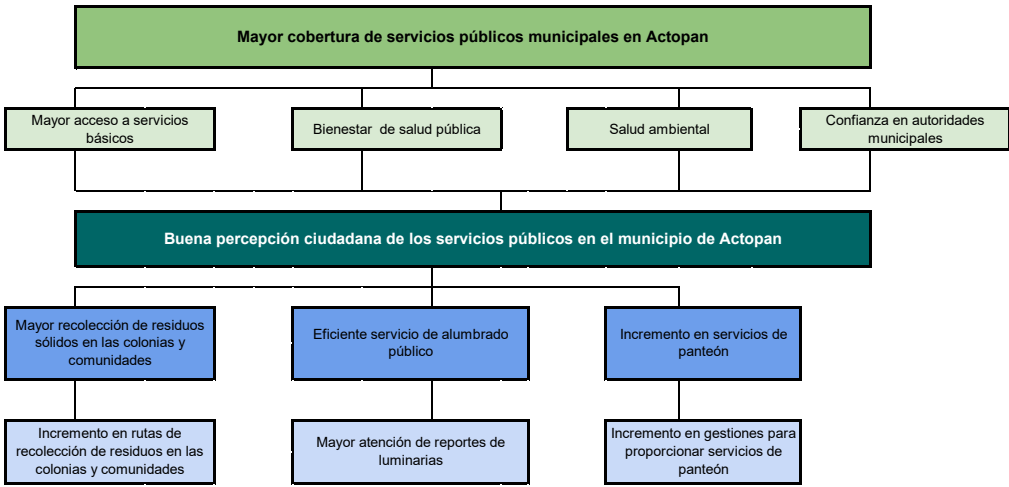 Mayor cobertura de servicios públicos municipales en Actopan
Mayor acceso a servicios
básicos
Bienestar de salud pública
Salud ambiental
Confianza en autoridades
municipales
Buena percepción ciudadana de los servicios públicos en el municipio de Actopan
Mayor recolección de residuos
sólidos en las colonias y
comunidades
Eficiente servicio de alumbrado
público
Incremento en servicios de
panteón
Incremento en rutas de
recolección de residuos en las
colonias y comunidades
Mayor atención de reportes de
luminarias
Incremento en gestiones para
proporcionar servicios de
panteón